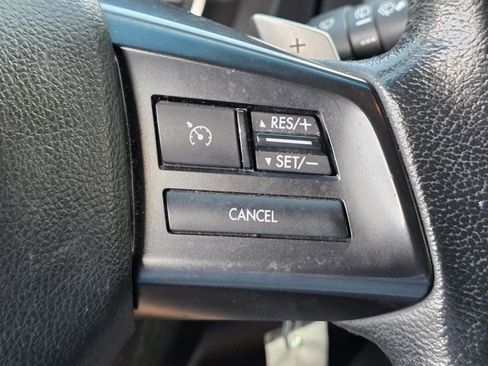 +
▲ RES/+
▼ SET/−
CANCEL